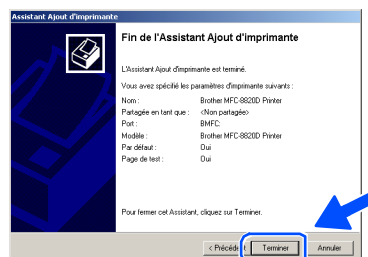 Assistant Ajout d'imprimante
Fin de l'Assistant Ajout d'imprimante
L'Assistant Ajout d'imprimante est terminé.
Vous avez spécifié les paramètres d'imprimante suivants :
Nom : Brother MFC-8820D Printer
Partagée en tant que : <Non partagée>
Port : BMFC:
Modèle : Brother MFC-8820D Printer
Par défaut : Oui
Page de test : Oui
Pour fermer cet Assistant, cliquez sur Terminer.
< Précédent Terminer Annuler